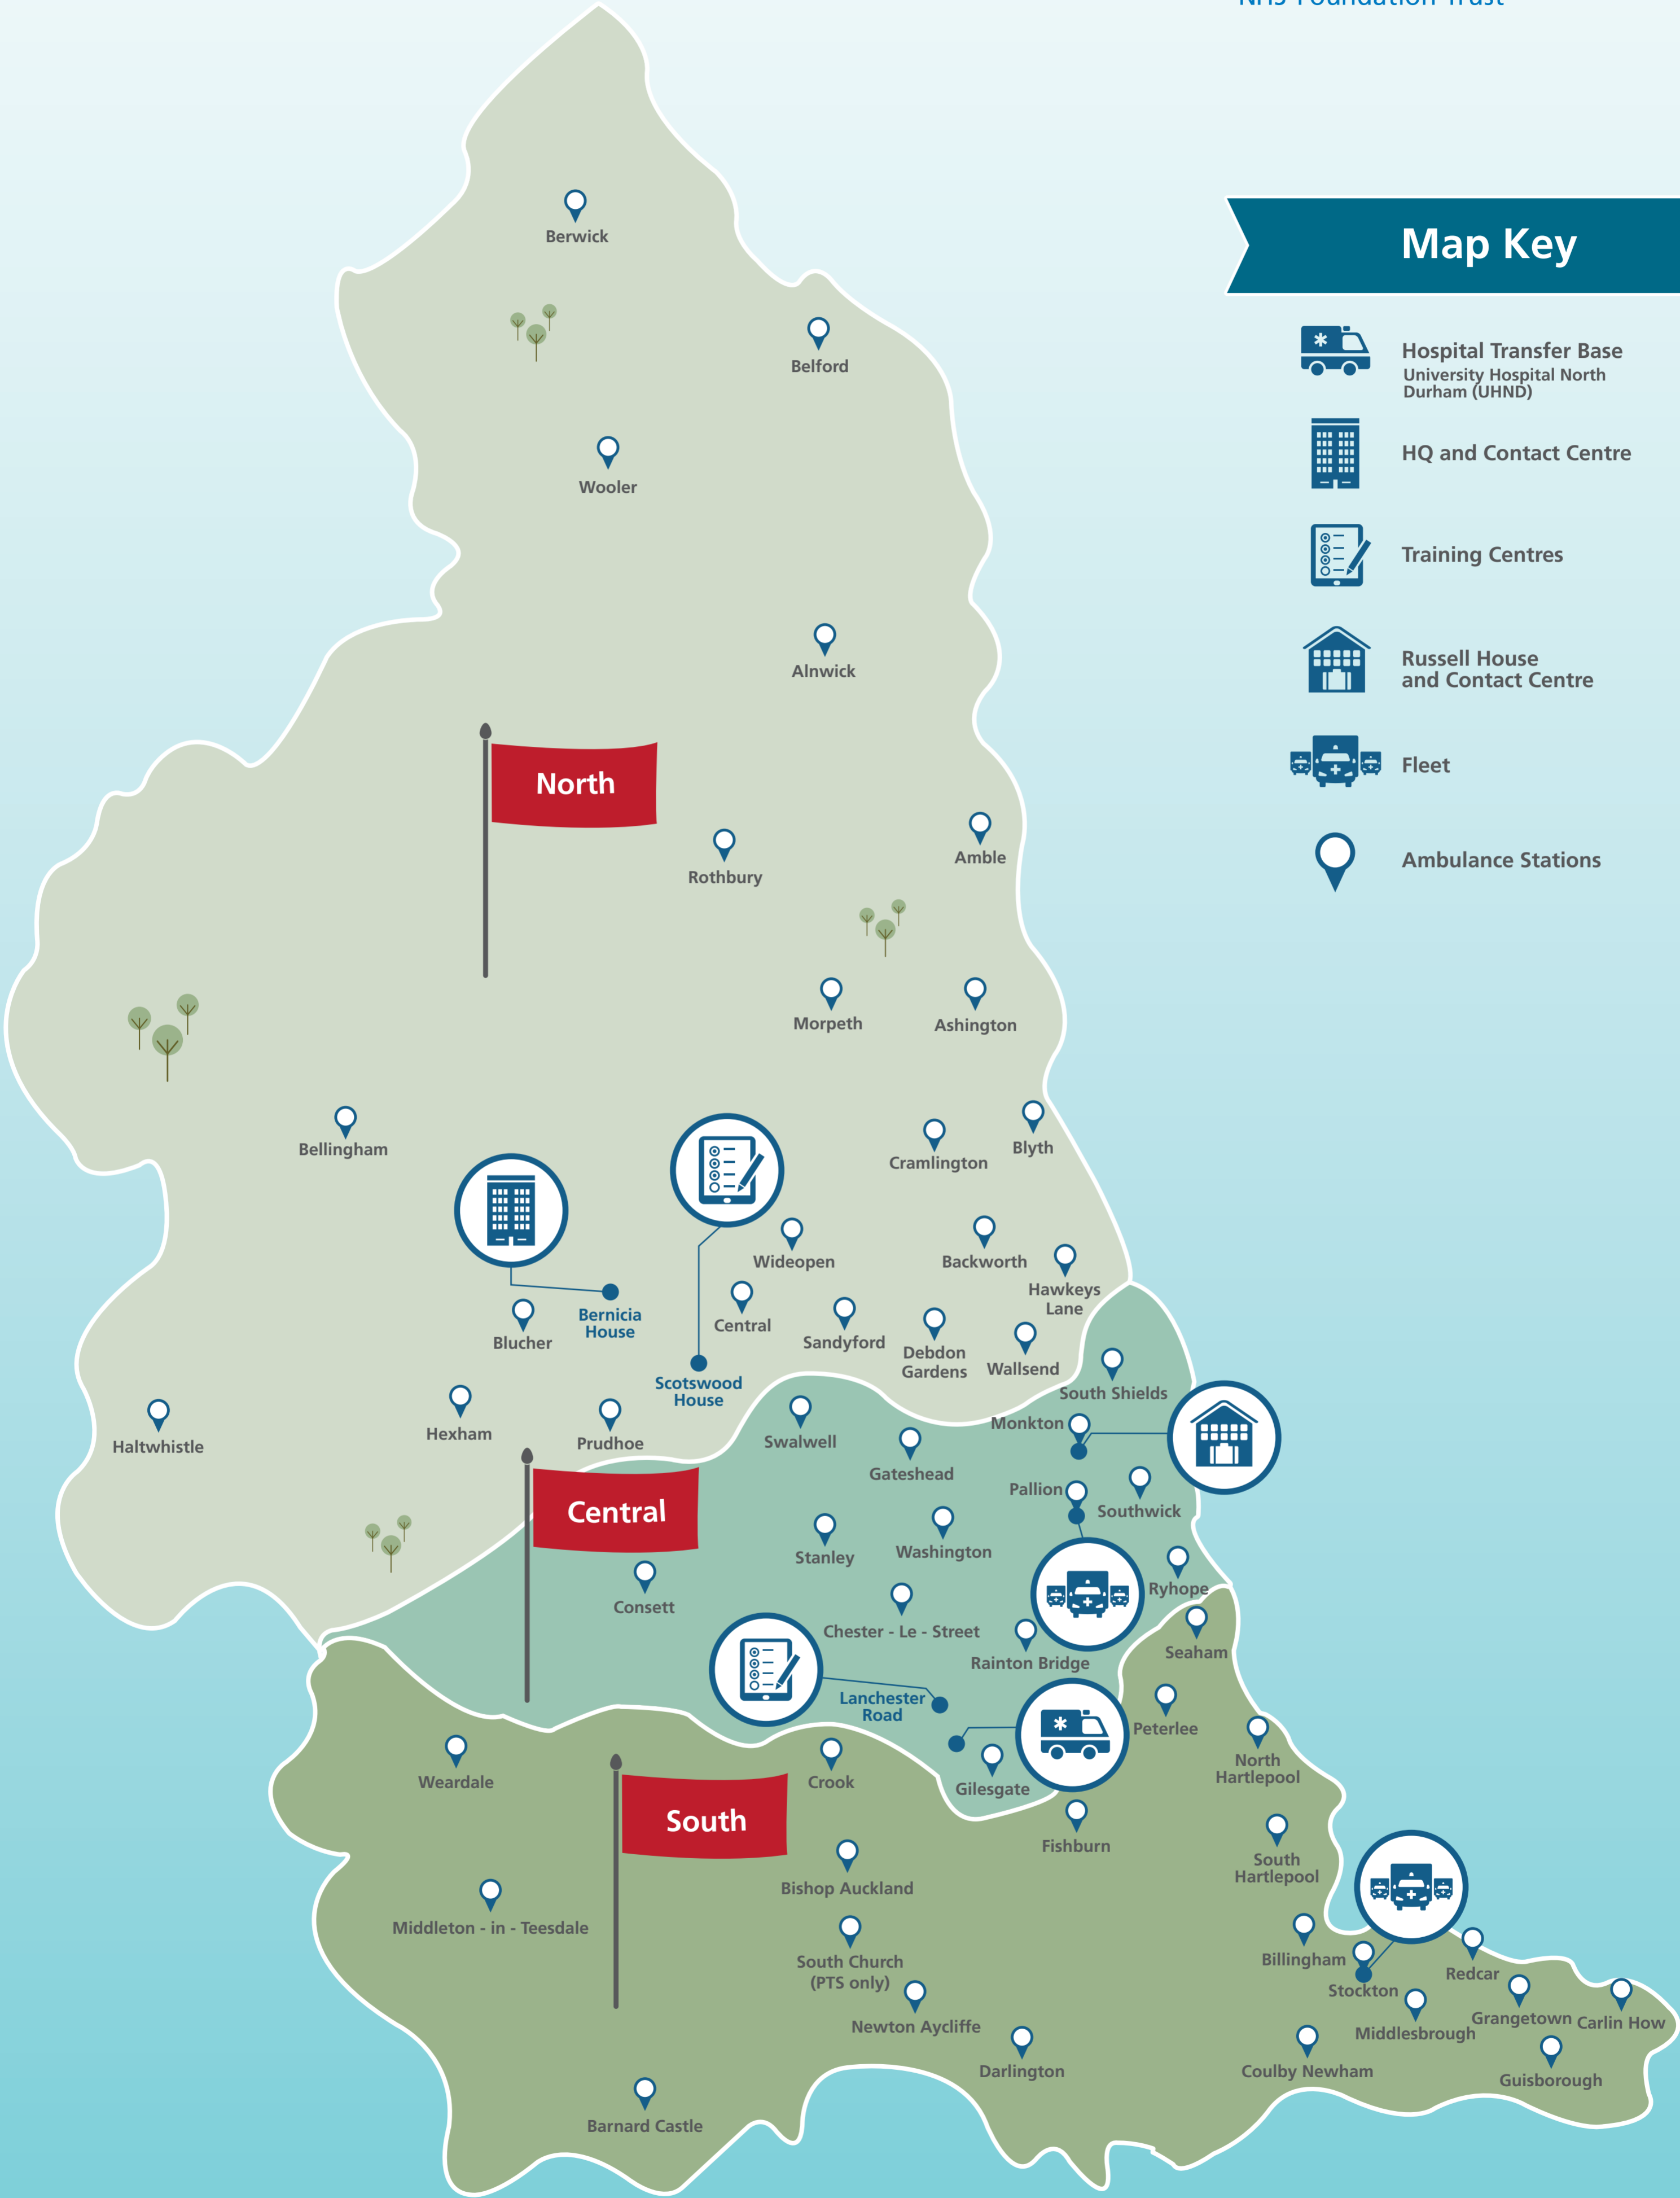 NHS Foundation Trust
Map Key
Hospital Transfer Base
University Hospital North
Durham (UHND)
HQ and Contact Centre
Training Centres
Russell House
and Contact Centre
Fleet
Ambulance Stations
Berwick
Belford
Wooler
Alnwick
North
Amble
Rothbury
Morpeth
Ashington
Bellingham
Blyth
Cramlington
Wideopen
Backworth
Hawkeys
Lane
Bernicia
House
Blucher
Central
Sandyford
Debdon
Gardens
Wallsend
Scotswood
House
South Shields
Haltwhistle
Hexham
Prudhoe
Swalwell
Monkton
Gateshead
Central
Pallion
Southwick
Stanley
Washington
Ryhope
Consett
Chester - Le - Street
Rainton Bridge
Seaham
Lanchester
Road
Peterlee
North
Hartlepool
Weardale
Crook
Gilesgate
South
Fishburn
South
Hartlepool
Bishop Auckland
Middleton - in - Teesdale
South Church
(PTS only)
Billingham
Redcar
Stockton
Newton Aycliffe
Middlesbrough
Grangetown
Carlin How
Darlington
Coulby Newham
Guisborough
Barnard Castle